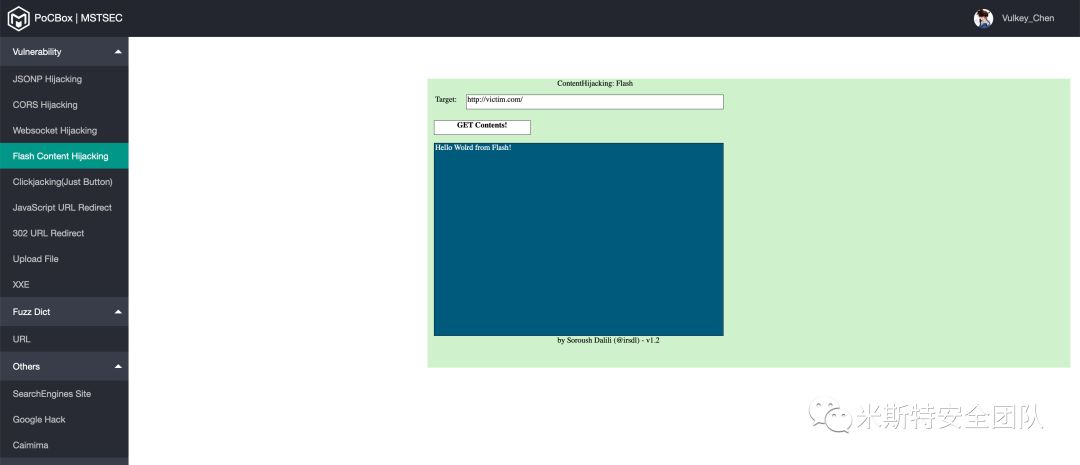 PoCBox | MSTSEC
Vulkey_Chen
Vulnerability
JSONP Hijacking
CORS Hijacking
Websocket Hijacking
Flash Content Hijacking
Clickjacking(Just Button)
JavaScript URL Redirect
302 URL Redirect
Upload File
XXE
Fuzz Dict
URL
Others
SearchEngines Site
Google Hack
Caimima
ContentHijacking: Flash
Target: http://victim.com/
GET Contents!
Hello Wolrd from Flash!
by Soroush Dalili (@irsdl) - v1.2
米斯特安全团队